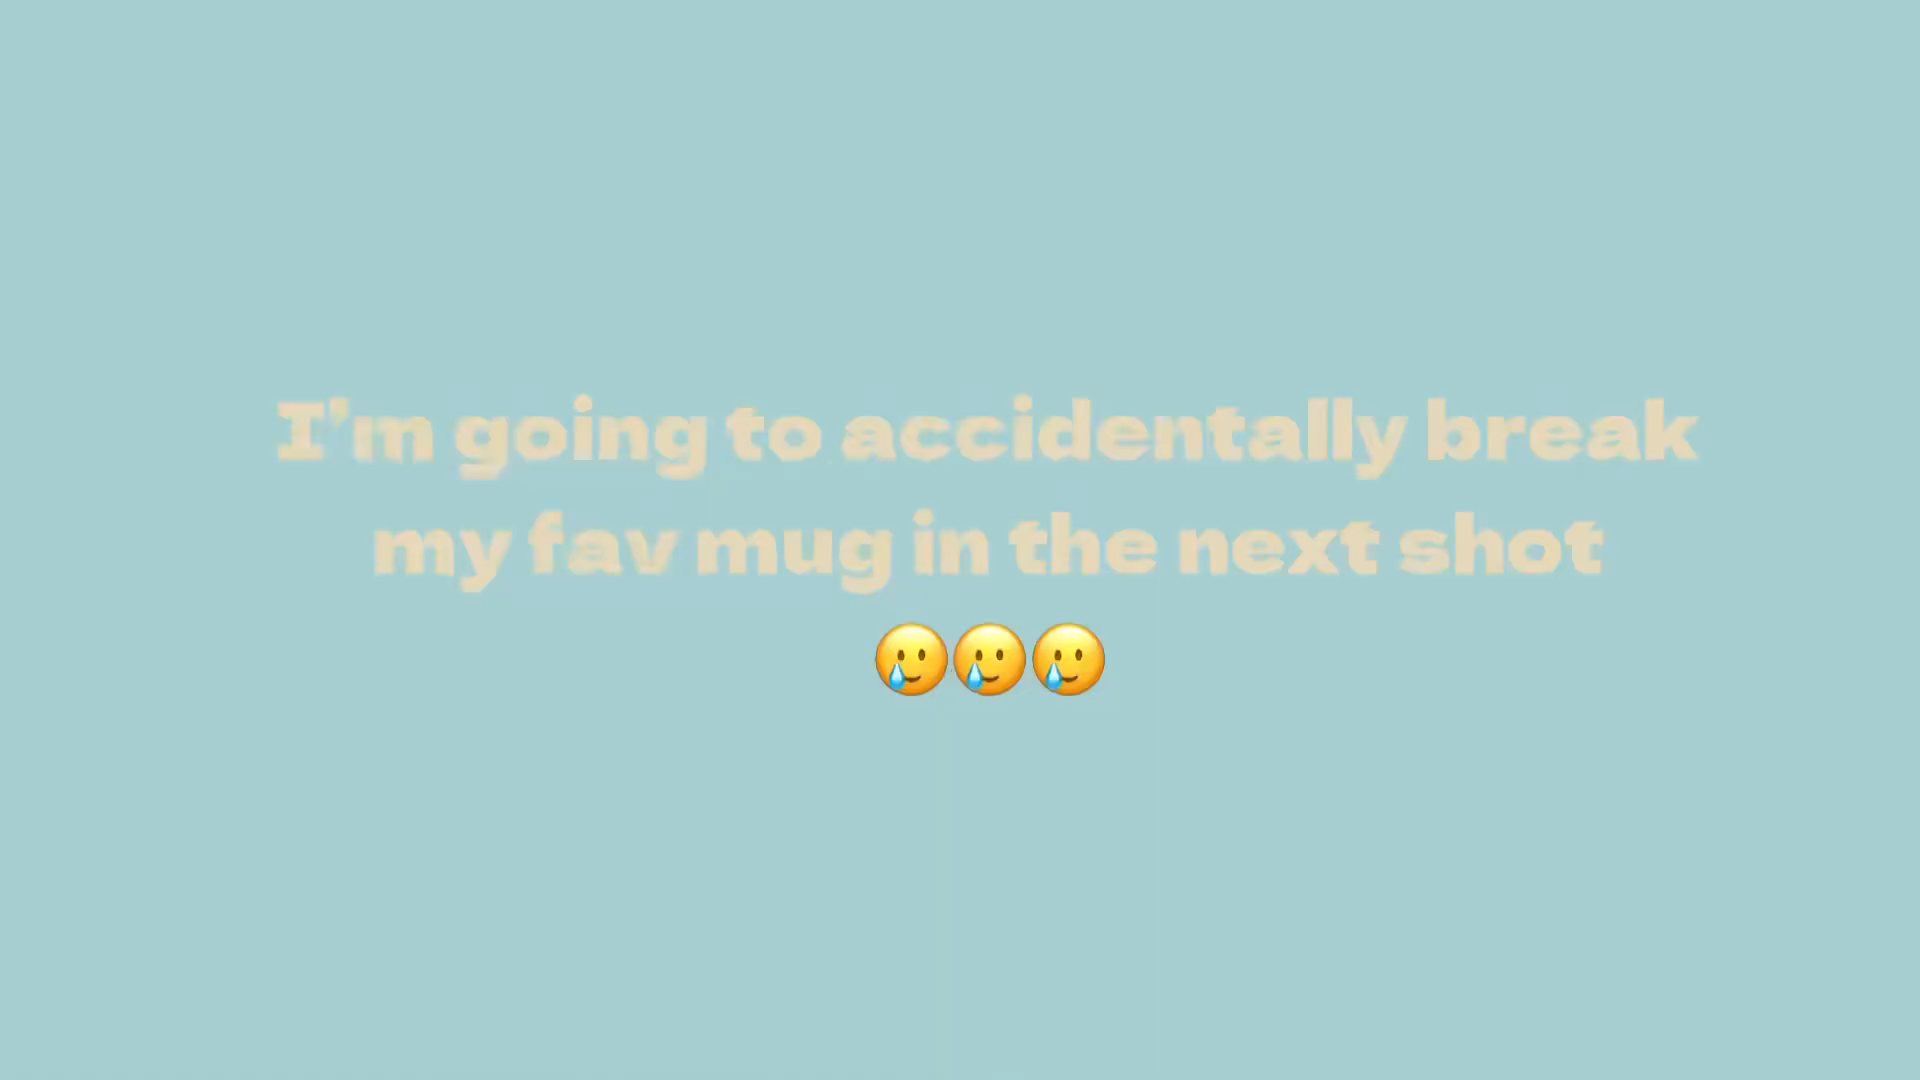 I'm going to accidentally break
my fav mug in the next shot
🥲🥲🥲